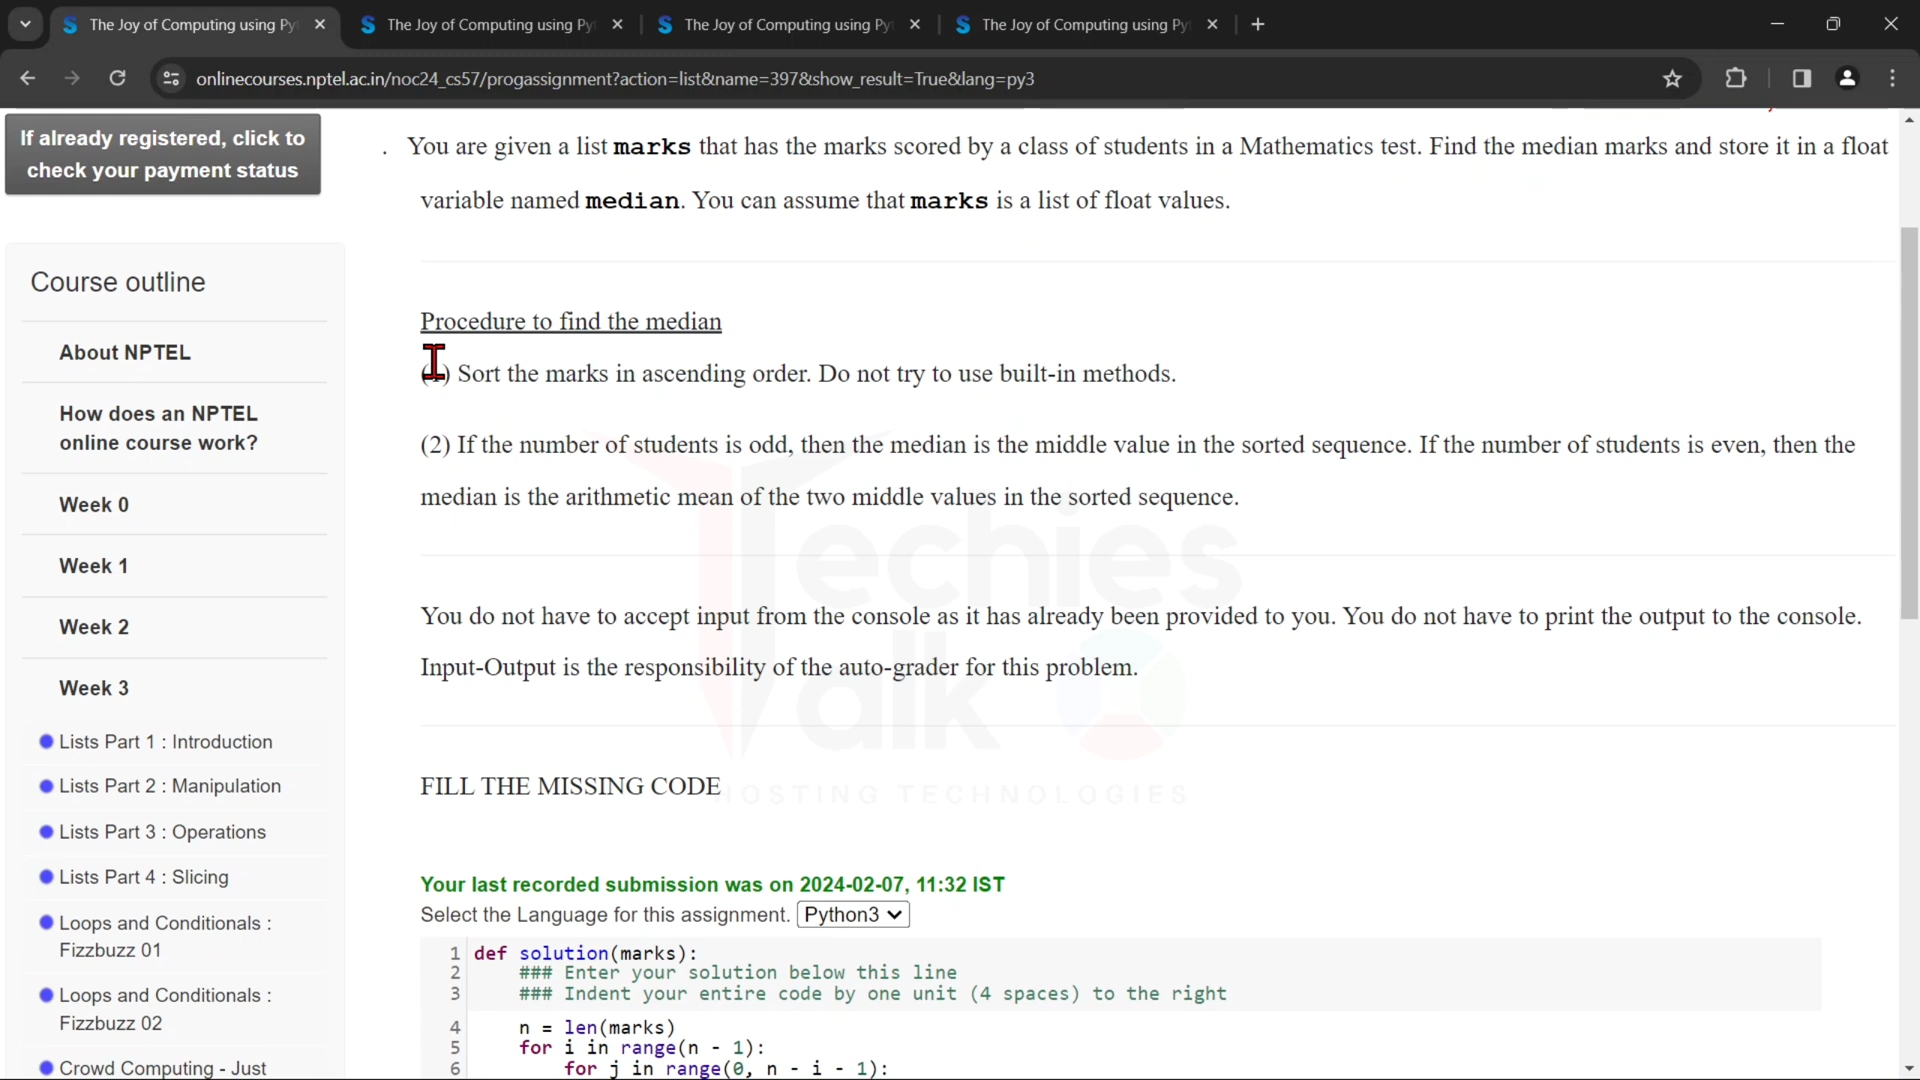 The Joy of Computing using Py
The Joy of Computing using Py
The Joy of Computing using Py
The Joy of Computing using Py
onlinecourses.nptel.ac.in/noc24_cs57/progassignment?action=list&name=397&show_result=True&lang=py3
If already registered, click to
check your payment status
Course outline
About NPTEL
How does an NPTEL
online course work?
Week 0
Week 1
Week 2
Week 3
Lists Part 1 : Introduction
Lists Part 2 : Manipulation
Lists Part 3 : Operations
Lists Part 4 : Slicing
Loops and Conditionals :
Fizzbuzz 01
Loops and Conditionals :
Fizzbuzz 02
Crowd Computing - Just
. You are given a list marks that has the marks scored by a class of students in a Mathematics test. Find the median marks and store it in a float
variable named median. You can assume that marks is a list of float values.
Procedure to find the median
(1) Sort the marks in ascending order. Do not try to use built-in methods.
(2) If the number of students is odd, then the median is the middle value in the sorted sequence. If the number of students is even, then the
median is the arithmetic mean of the two middle values in the sorted sequence.
You do not have to accept input from the console as it has already been provided to you. You do not have to print the output to the console.
Input-Output is the responsibility of the auto-grader for this problem.
Techies
Talk
HOSTING TECHNOLOGIES
FILL THE MISSING CODE
Your last recorded submission was on 2024-02-07, 11:32 IST
Select the Language for this assignment. Python3
1 def solution(marks):
2 ### Enter your solution below this line
3 ### Indent your entire code by one unit (4 spaces) to the right
4 n = len(marks)
5 for i in range(n - 1):
6 for j in range(0, n - i - 1):